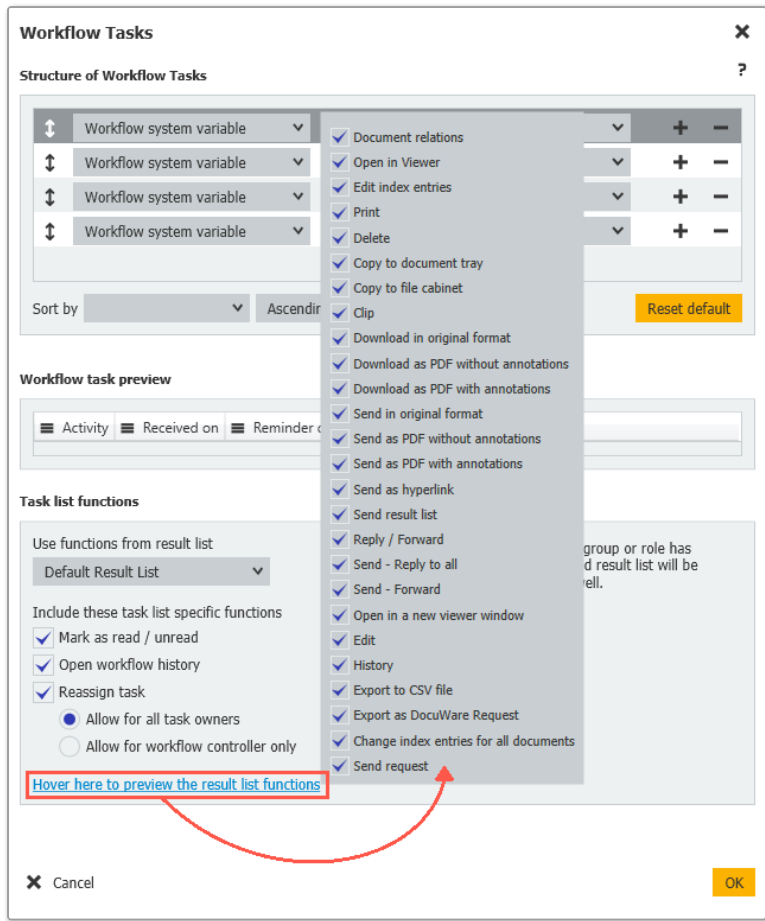 Workflow Tasks
Structure of Workflow Tasks
?
Workflow system variable
Workflow system variable
Workflow system variable
Workflow system variable
Sort by
Reset default
Workflow task preview
Activity
Received on
Reminder
Task list functions
Use functions from result list
Default Result List
group or role has
result list will be
Include these task list specific functions
Mark as read / unread
Open workflow history
Reassign task
Allow for all task owners
Allow for workflow controller only
Hover here to preview the result list functions
Document relations
Open in Viewer
Edit index entries
Print
Delete
Copy to document tray
Copy to file cabinet
Clip
Download in original format
Download as PDF without annotations
Download as PDF with annotations
Send in original format
Send as PDF without annotations
Send as PDF with annotations
Send as hyperlink
Send result list
Reply / Forward
Send - Reply to all
Send - Forward
Open in a new viewer window
Edit
History
Export to CSV file
Export as DocuWare Request
Change index entries for all documents
Send request
Cancel
OK